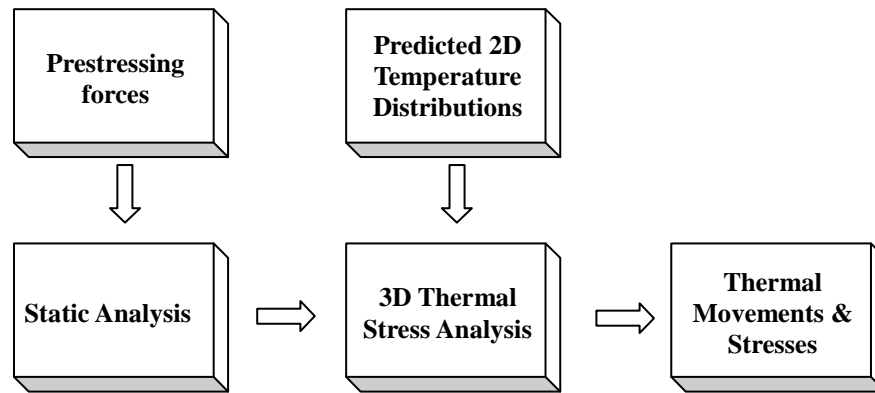 Prestressing
forces
Predicted 2D
Temperature
Distributions
Static Analysis
3D Thermal
Stress Analysis
Thermal
Movements &
Stresses